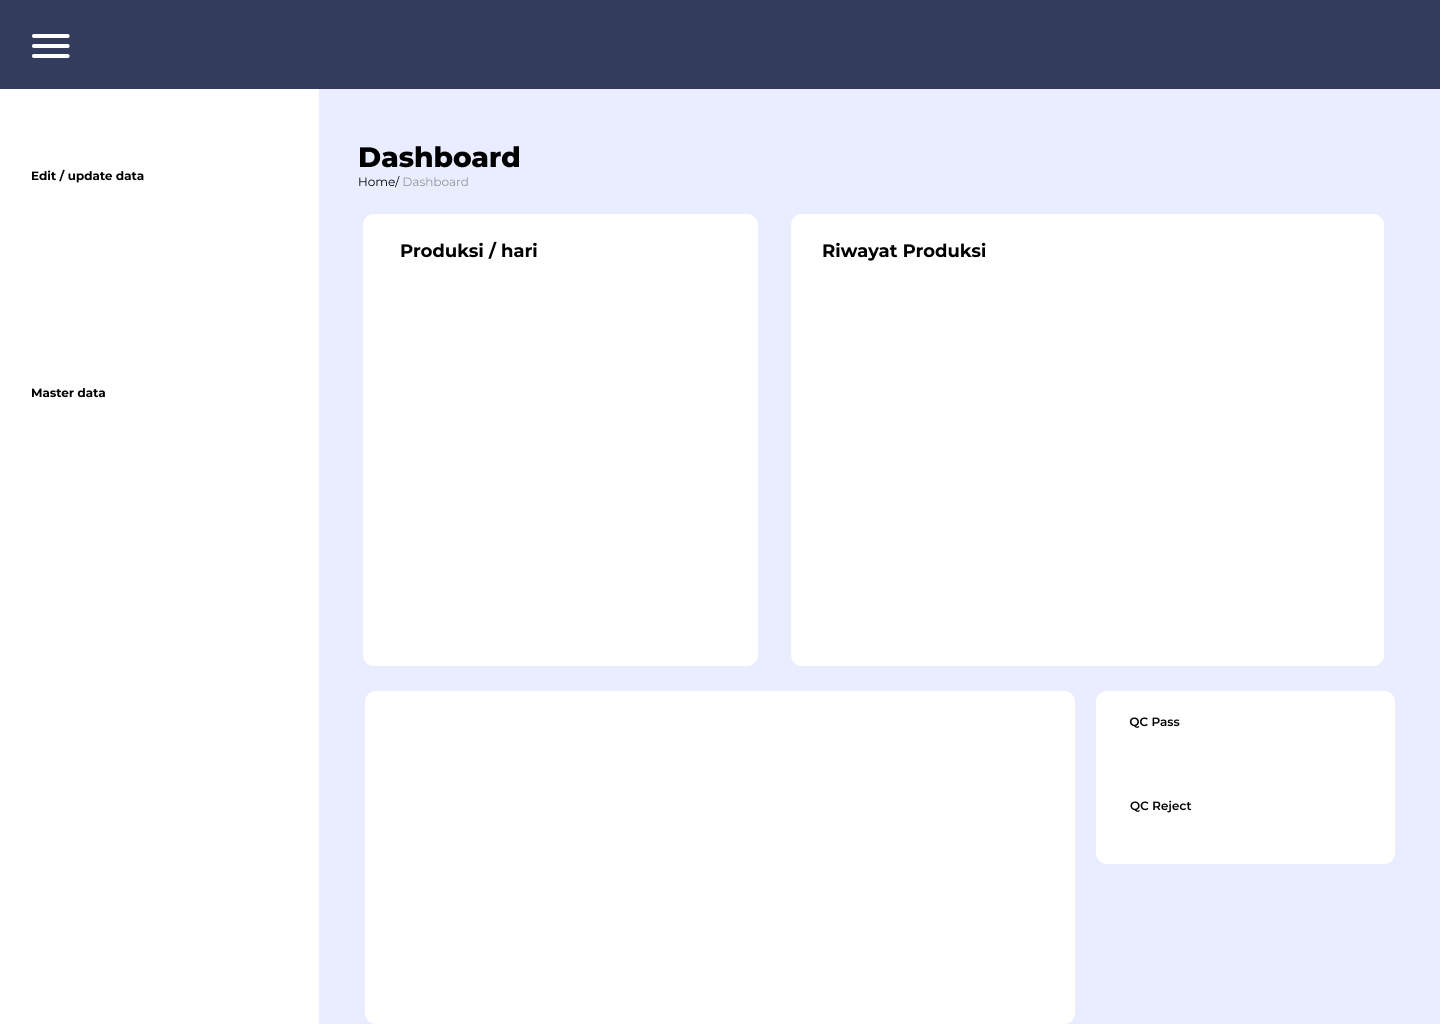 Edit / update data
Master data
Dashboard
Home/ Dashboard
Produksi / hari
Riwayat Produksi
QC Pass
QC Reject